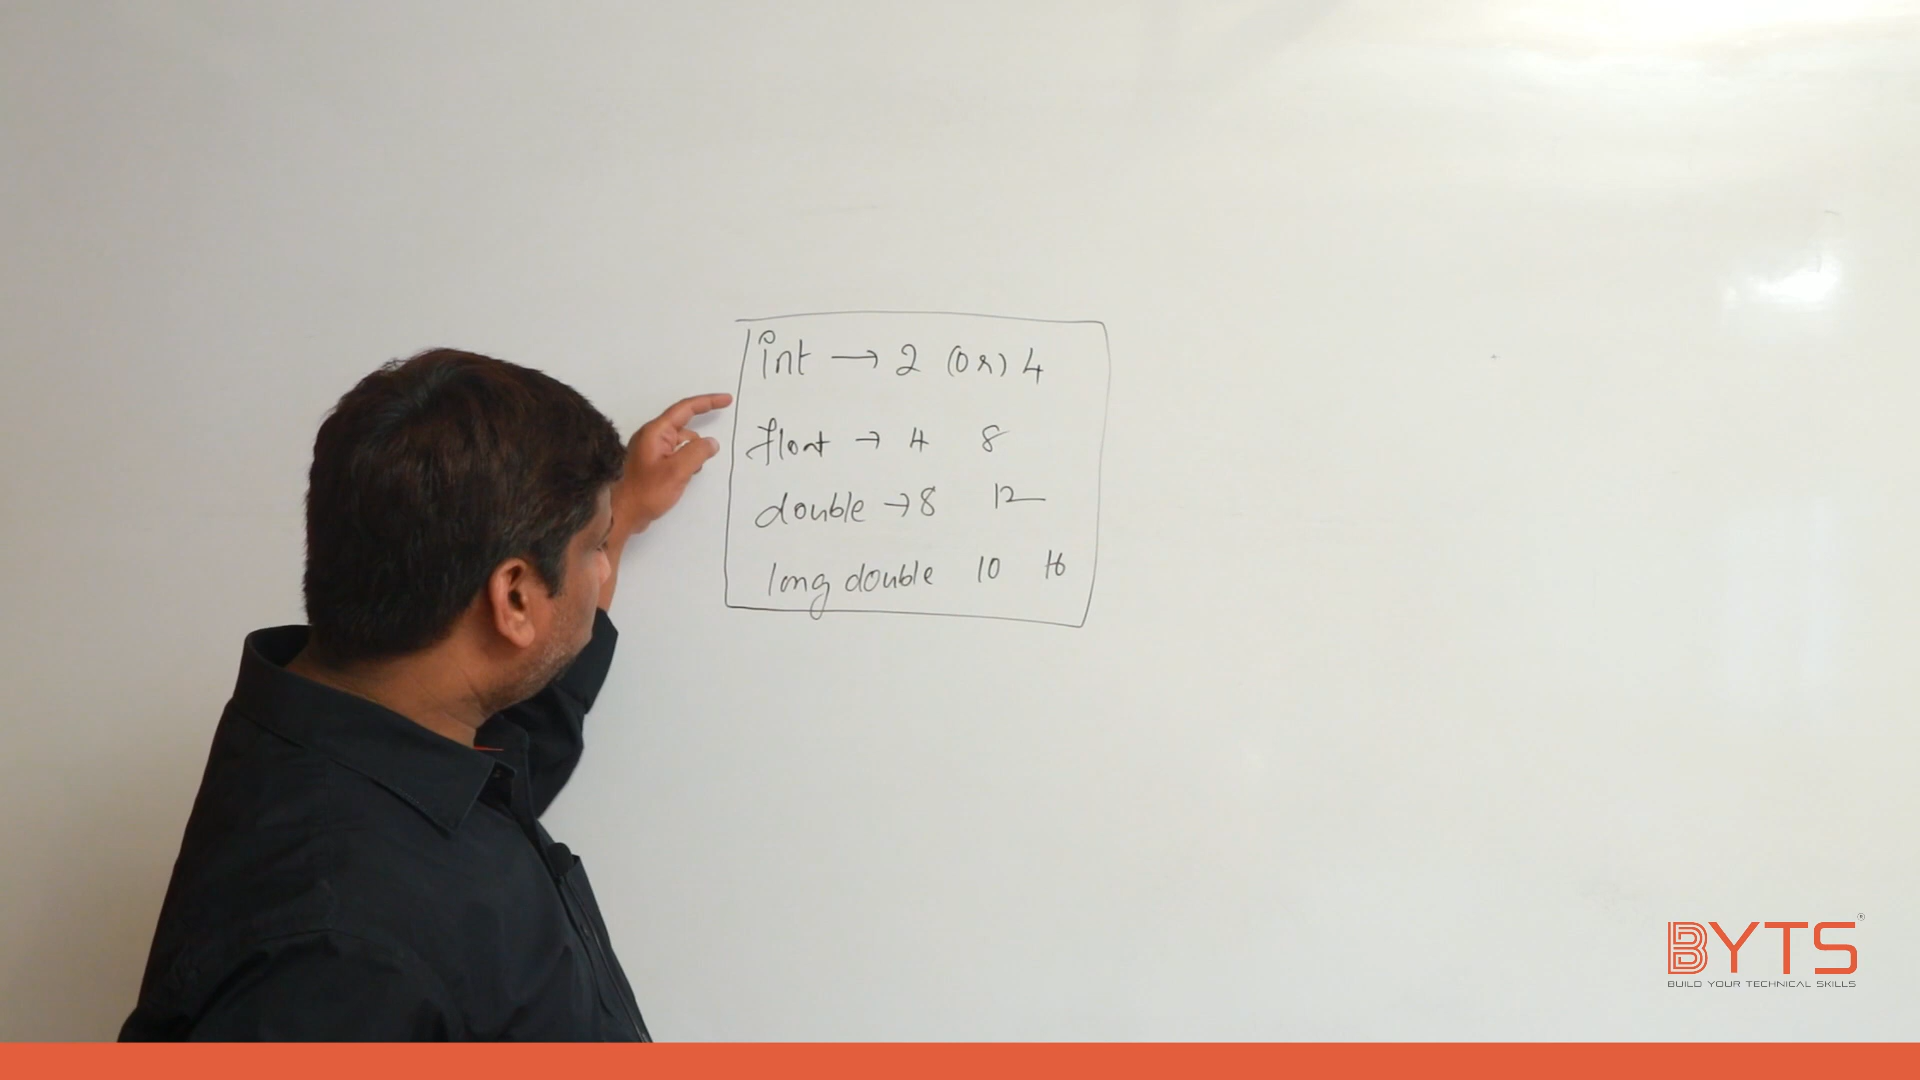 int → 2 (or) 4
float → 4 8
double → 8 12
long double 10 16
BYTS®
BUILD YOUR TECHNICAL SKILLS